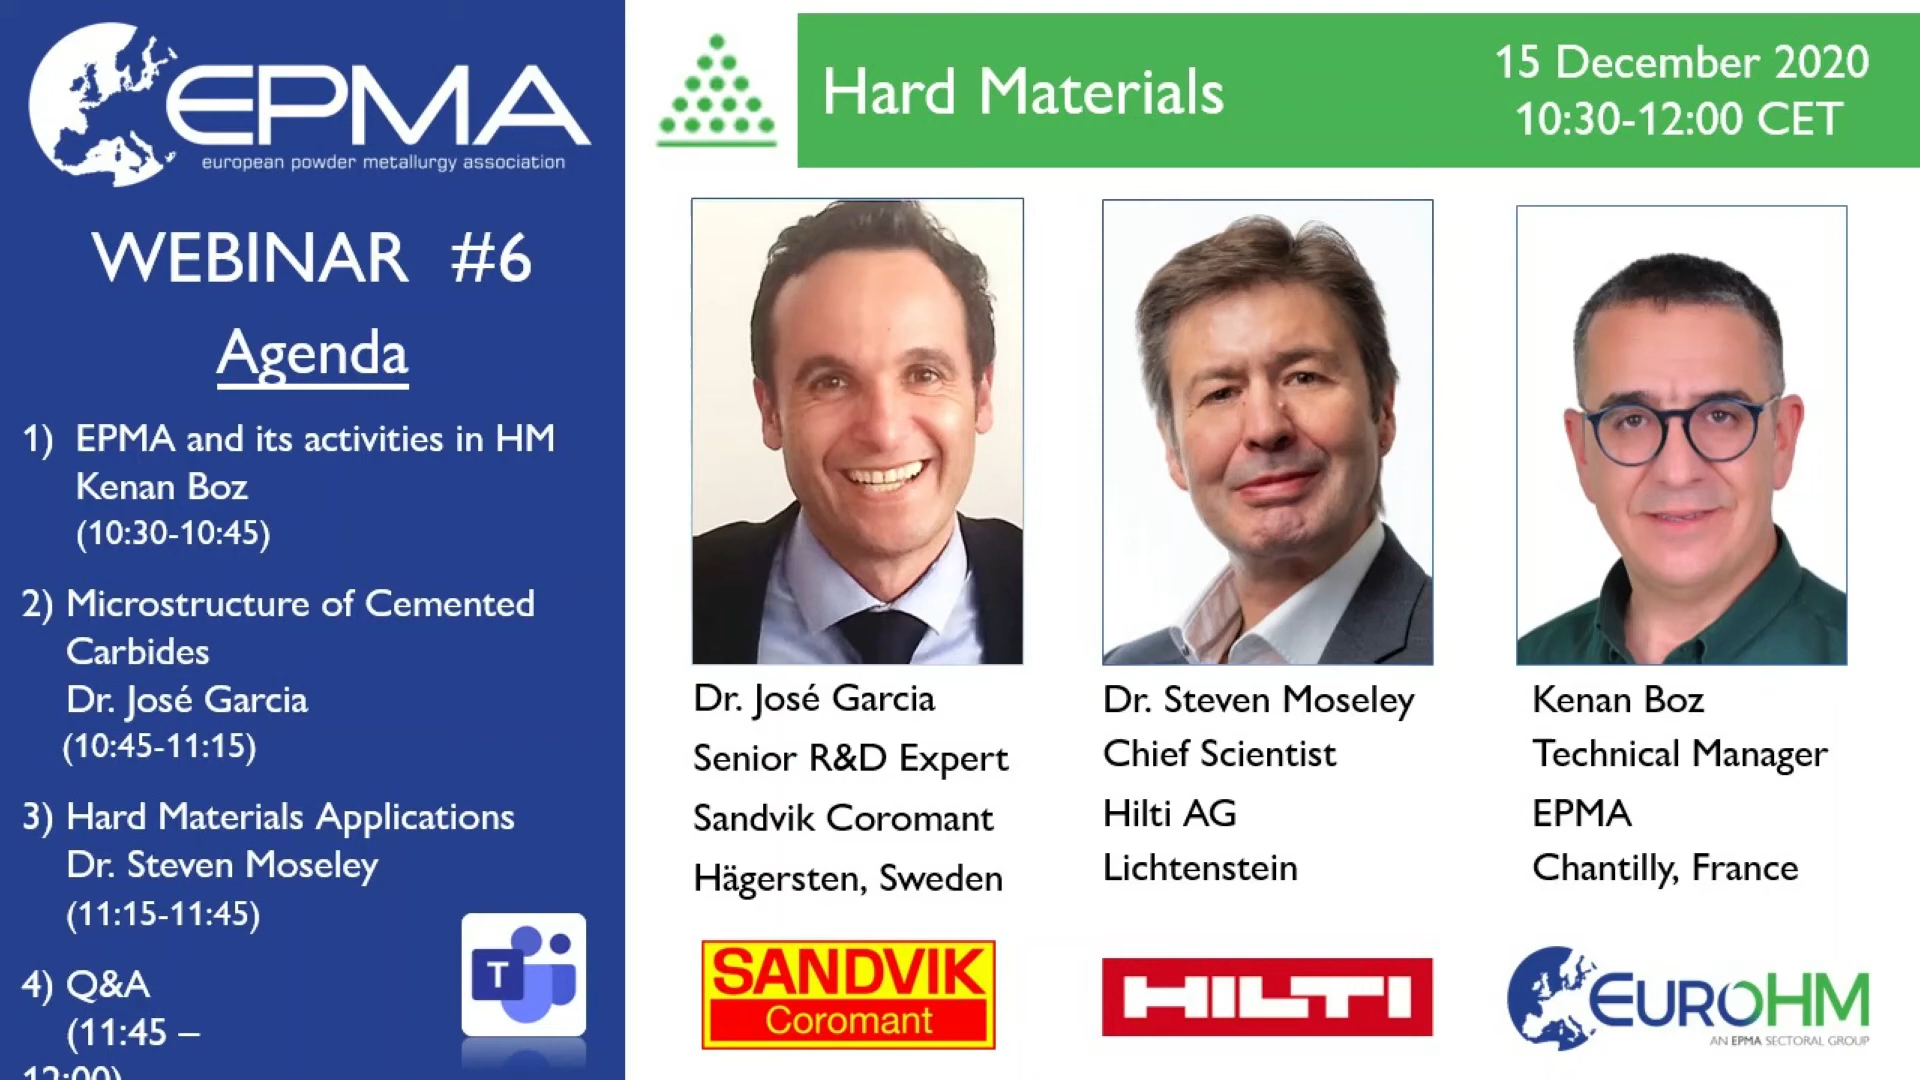 EPMA
european powder metallurgy association
WEBINAR #6
Agenda
1) EPMA and its activities in HM
Kenan Boz
(10:30-10:45)
2) Microstructure of Cemented
Carbides
Dr. José Garcia
(10:45-11:15)
3) Hard Materials Applications
Dr. Steven Moseley
(11:15-11:45)
4) Q&A
(11:45 –
12:00)
T
Hard Materials
15 December 2020
10:30-12:00 CET
Dr. José Garcia
Senior R&D Expert
Sandvik Coromant
Hägersten, Sweden
SANDVIK
Coromant
Dr. Steven Moseley
Chief Scientist
Hilti AG
Lichtenstein
HILTI
Kenan Boz
Technical Manager
EPMA
Chantilly, France
EUROHM
AN EPMA SECTORAL GROUP